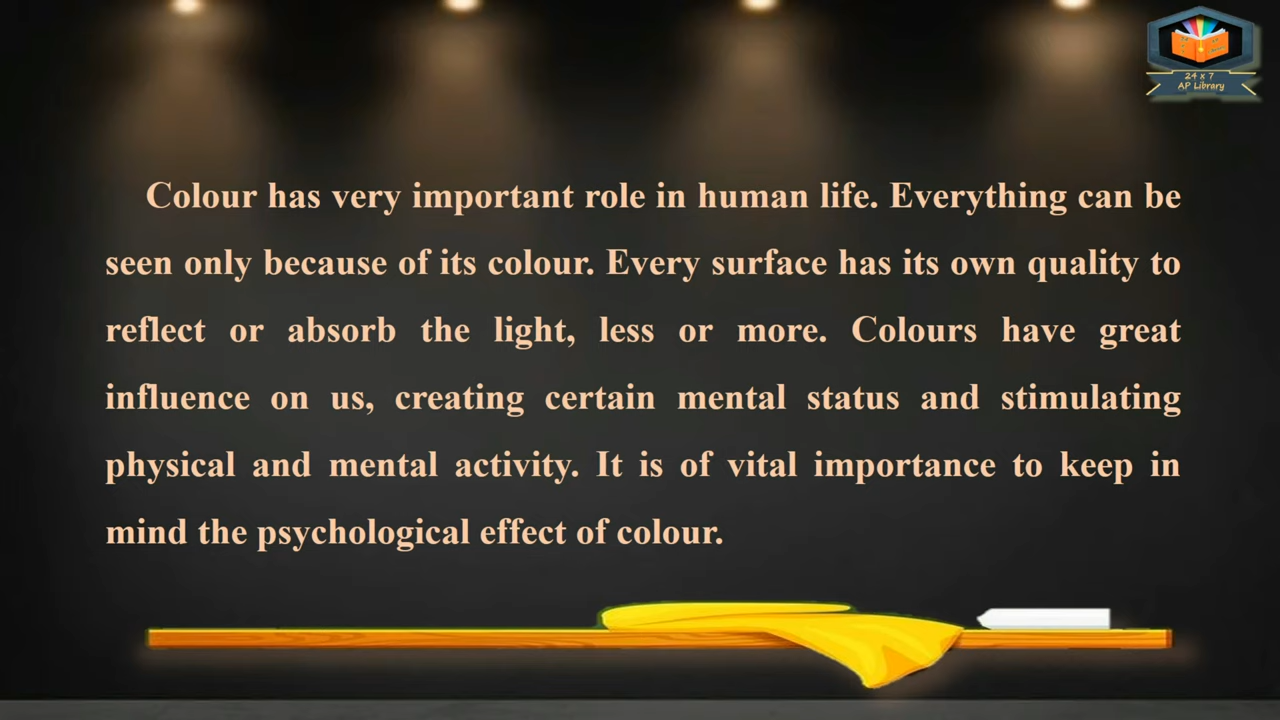 24 x 7
AP Library
Colour has very important role in human life. Everything can be
seen only because of its colour. Every surface has its own quality to
reflect or absorb the light, less or more. Colours have great
influence on us, creating certain mental status and stimulating
physical and mental activity. It is of vital importance to keep in
mind the psychological effect of colour.